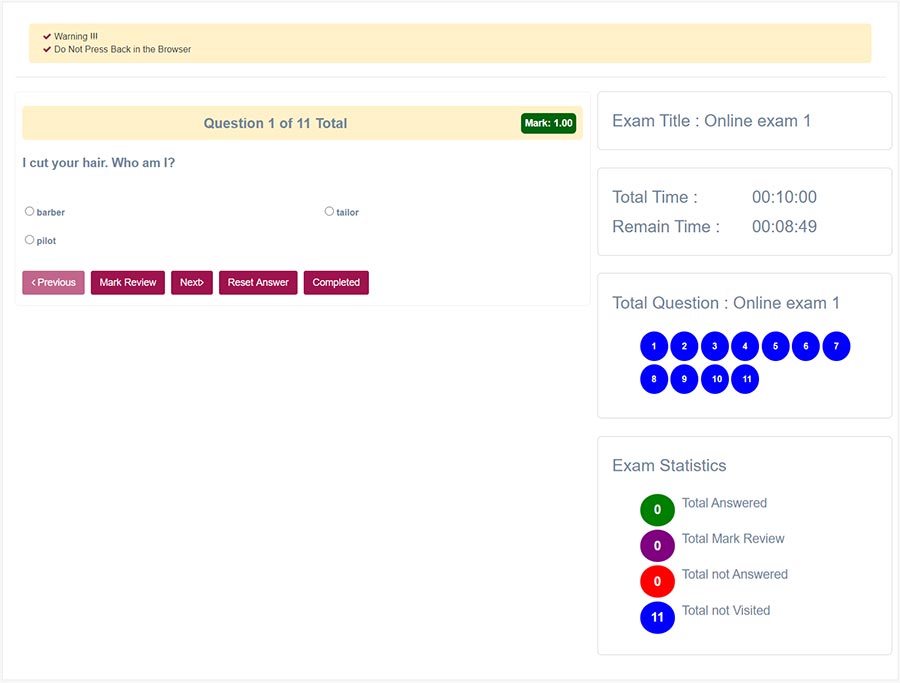 Warning !!!
Do Not Press Back in the Browser
Question 1 of 11 Total
Mark: 1.00
I cut your hair. Who am I?
barber
tailor
pilot
‹ Previous
Mark Review
Next
Reset Answer
Completed
Exam Title : Online exam 1
Total Time : 00:10:00
Remain Time : 00:08:49
Total Question : Online exam 1
1 2 3 4 5 6 7
8 9 10 11
Exam Statistics
0 Total Answered
0 Total Mark Review
0 Total not Answered
11 Total not Visited